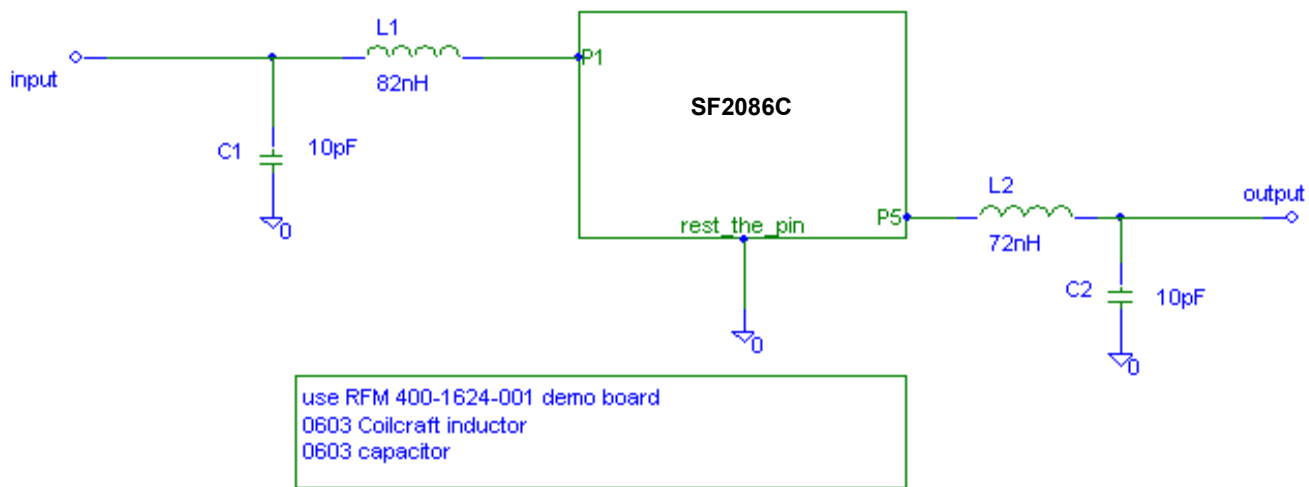 L1
input
82nH
P1
SF2086C
C1
10pF
0
rest_the_pin
P5
L2
72nH
output
C2
10pF
0
0
use RFM 400-1624-001 demo board
0603 Coilcraft inductor
0603 capacitor